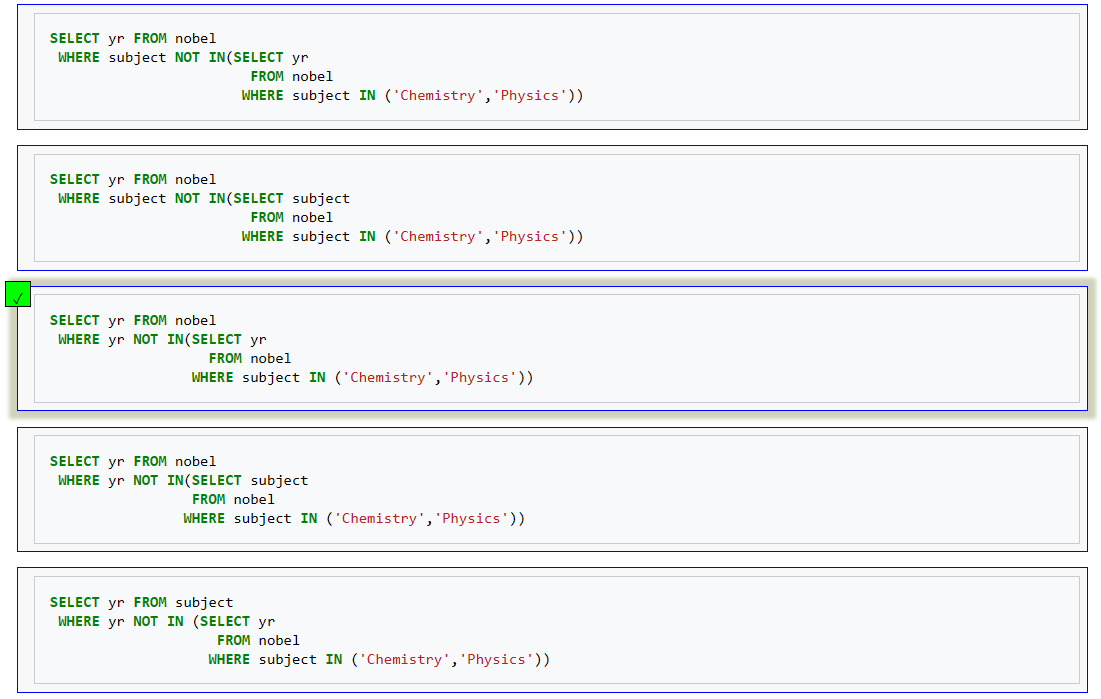 SELECT yr FROM nobel
 WHERE subject NOT IN(SELECT yr
                        FROM nobel
                       WHERE subject IN ('Chemistry','Physics'))
SELECT yr FROM nobel
 WHERE subject NOT IN(SELECT subject
                        FROM nobel
                       WHERE subject IN ('Chemistry','Physics'))
✓
SELECT yr FROM nobel
 WHERE yr NOT IN(SELECT yr
                   FROM nobel
                 WHERE subject IN ('Chemistry','Physics'))
SELECT yr FROM nobel
 WHERE yr NOT IN(SELECT subject
                 FROM nobel
                WHERE subject IN ('Chemistry','Physics'))
SELECT yr FROM subject
 WHERE yr NOT IN (SELECT yr
                    FROM nobel
                   WHERE subject IN ('Chemistry','Physics'))